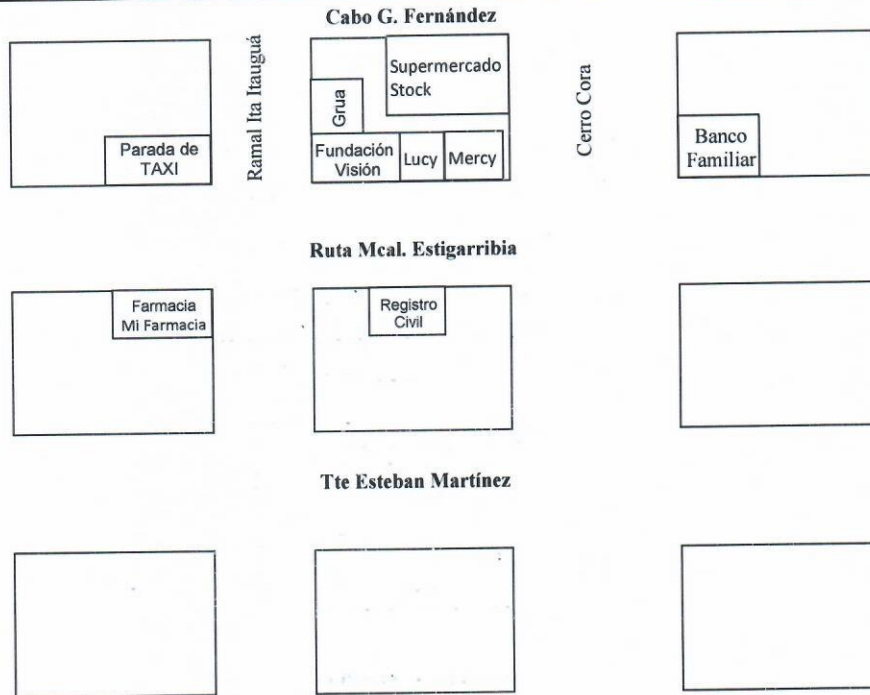 Cabo G. Fernández
Ramal Ita Itauguá
Supermercado
Stock
Grua
Cerro Cora
Parada de
TAXI
Fundación
Visión
Lucy
Mercy
Banco
Familiar
Ruta Mcal. Estigarribia
Farmacia
Mi Farmacia
Registro
Civil
Tte Esteban Martínez